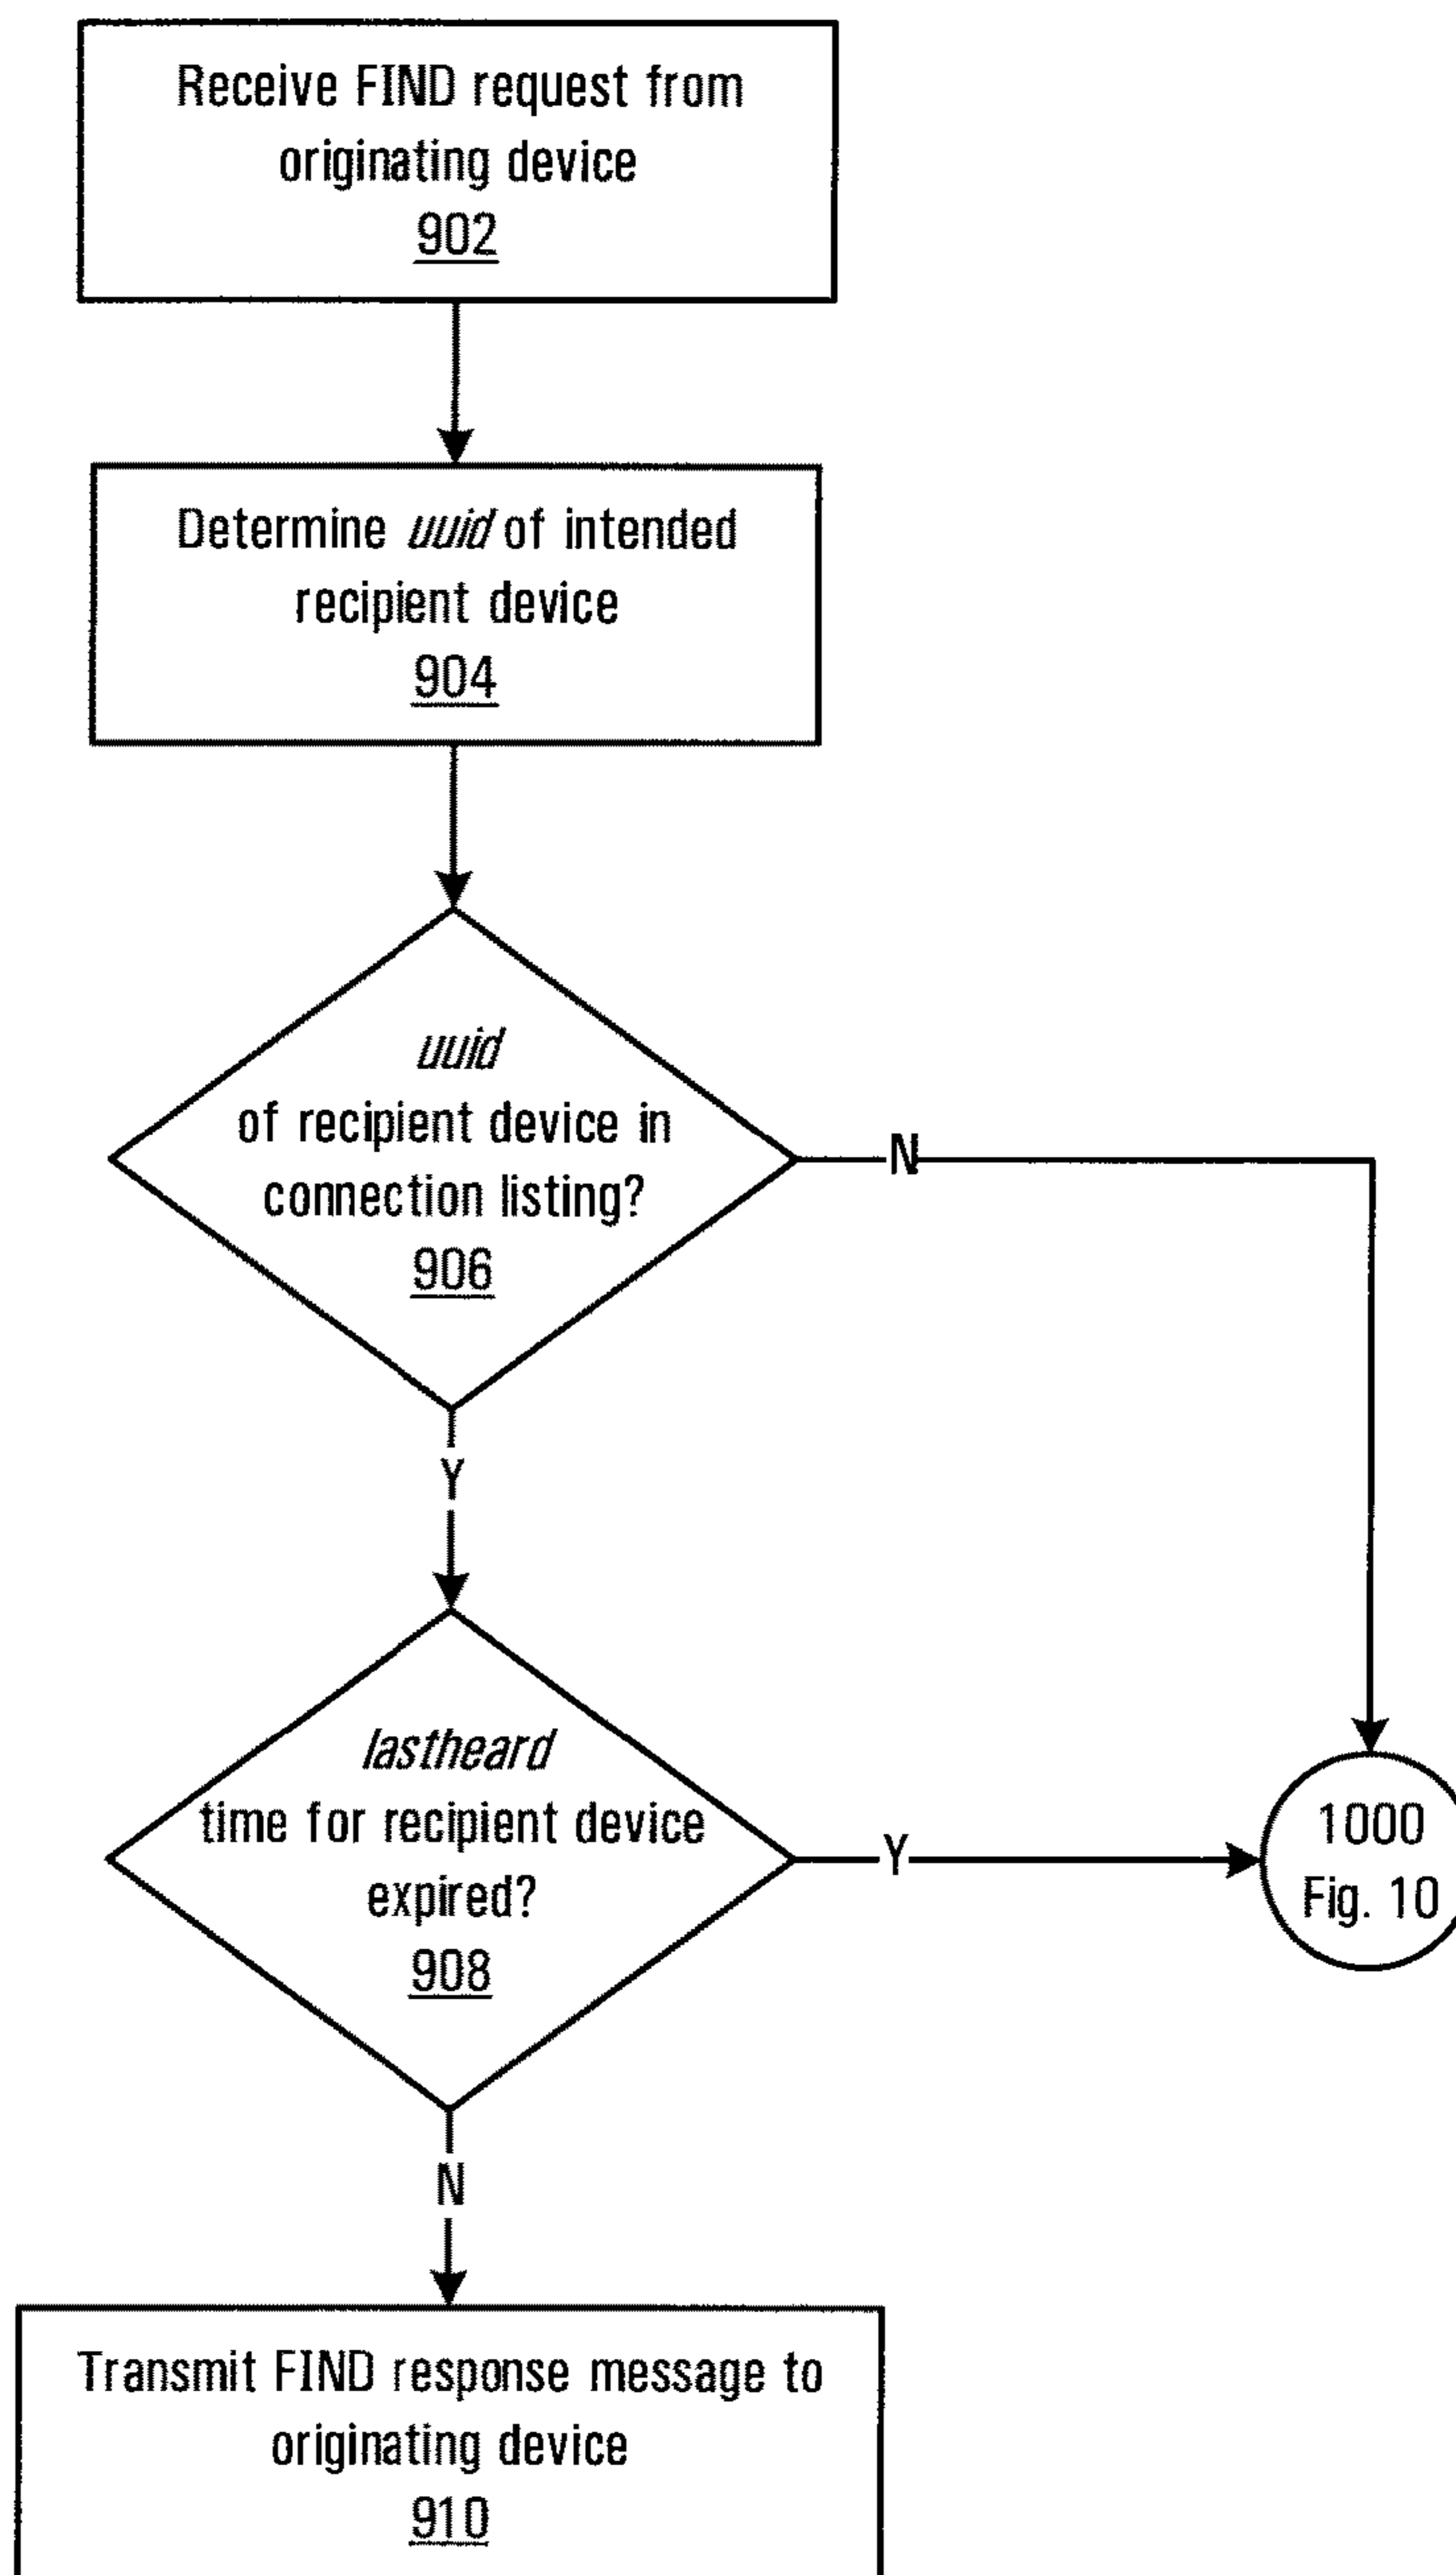 Receive FIND request from
originating device
902
Determine uuid of intended
recipient device
904
uuid
of recipient device in
connection listing?
906
N
Y
lastheard
time for recipient device
expired?
908
Y
1000
Fig. 10
N
Transmit FIND response message to
originating device
910